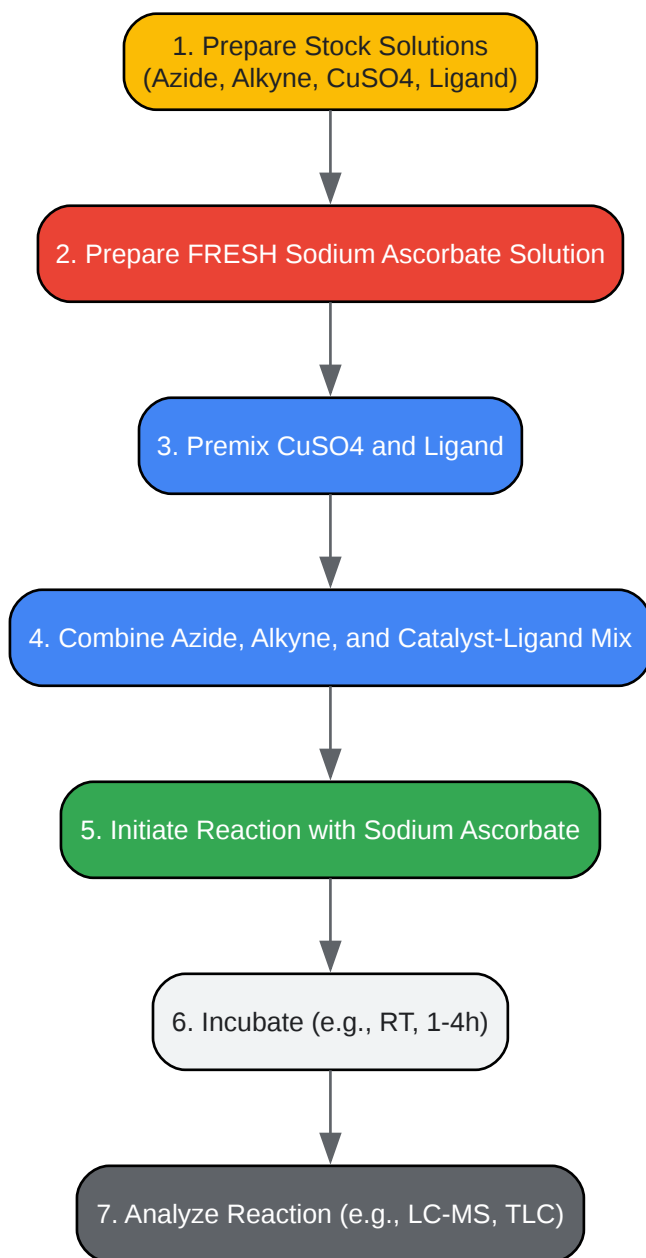 1. Prepare Stock Solutions
(Azide, Alkyne, CuSO4, Ligand)
2. Prepare FRESH Sodium Ascorbate Solution
3. Premix CuSO4 and Ligand
4. Combine Azide, Alkyne, and Catalyst-Ligand Mix
5. Initiate Reaction with Sodium Ascorbate
6. Incubate (e.g., RT, 1-4h)
7. Analyze Reaction (e.g., LC-MS, TLC)